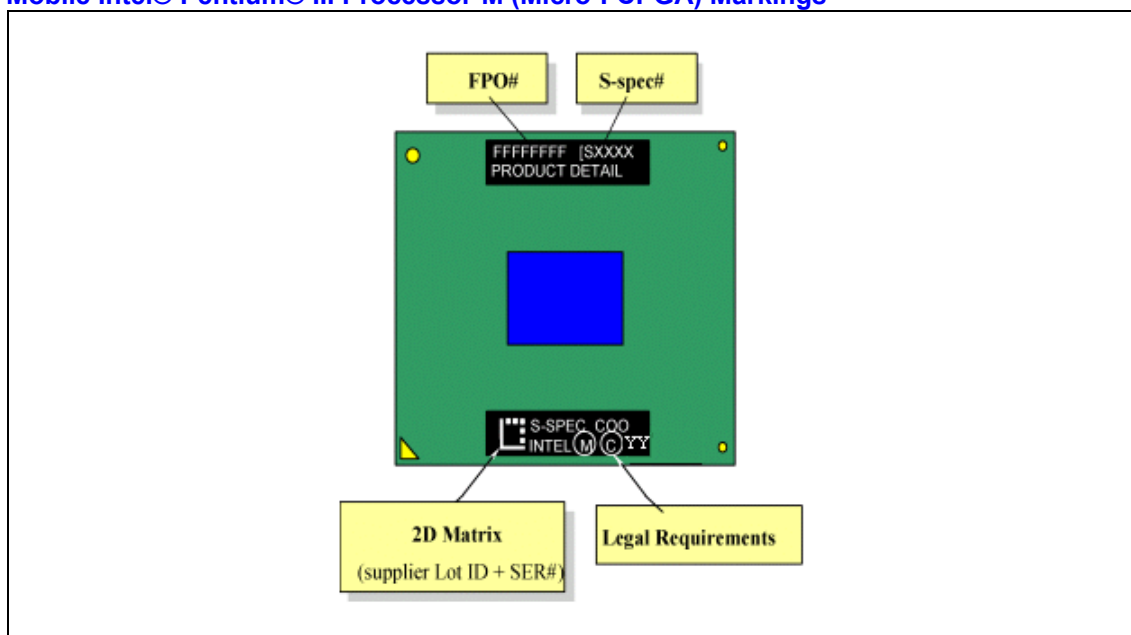 Mobile Intel® Pentium® III Processor-M (Micro-FCPGA) Markings
FPO#
S-spec#
FFFFFFFF [SXXXX
PRODUCT DETAIL
S-SPEC COO
INTEL Ⓜ Ⓒ YY
2D Matrix
(supplier Lot ID + SER#)
Legal Requirements